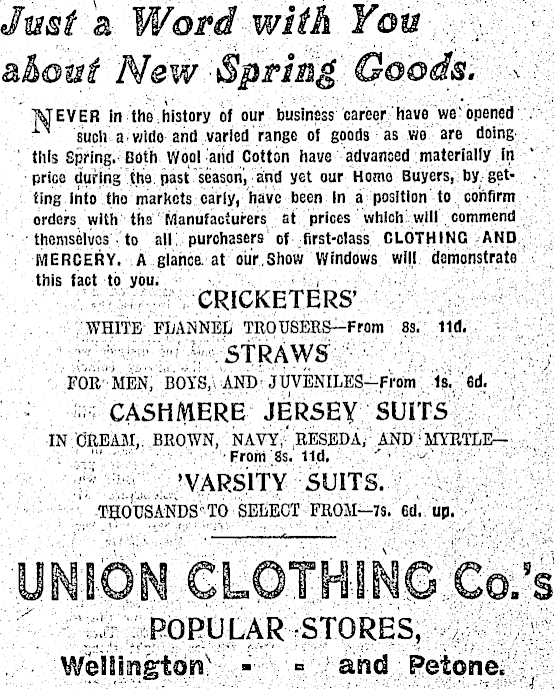 Just a Word with You
about New Spring Goods.
NEVER in the history of our business career have we opened
such a wide and varied range of goods as we are doing
this Spring. Both Wool and Cotton have advanced materially in
price during the past season, and yet our Home Buyers, by get-
ting into the markets early, have been in a position to confirm
orders with the Manufacturers at prices which will commend
themselves to all purchasers of first-class CLOTHING AND
MERCERY. A glance at our Show Windows will demonstrate
this fact to you.
CRICKETERS'
WHITE FLANNEL TROUSERS—From 8s. 11d.
STRAWS
FOR MEN, BOYS, AND JUVENILES—From 1s. 6d.
CASHMERE JERSEY SUITS
IN CREAM, BROWN, NAVY, RESEDA, AND MYRTLE—
From 8s. 11d.
'VARSITY SUITS.
THOUSANDS TO SELECT FROM—7s. 6d. up.
UNION CLOTHING Co.'s
POPULAR STORES,
Wellington - - and Petone.